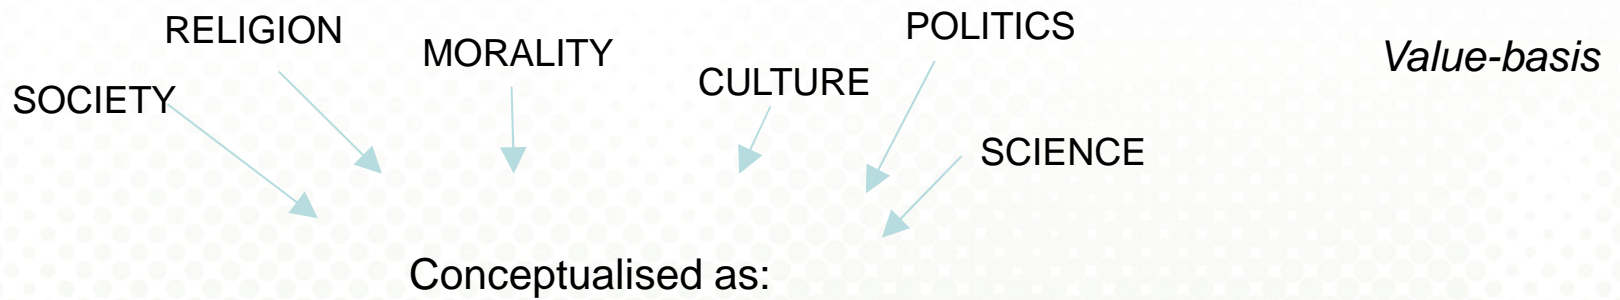 RELIGION
MORALITY
POLITICS
Value-basis
SOCIETY
CULTURE
SCIENCE
Conceptualised as: